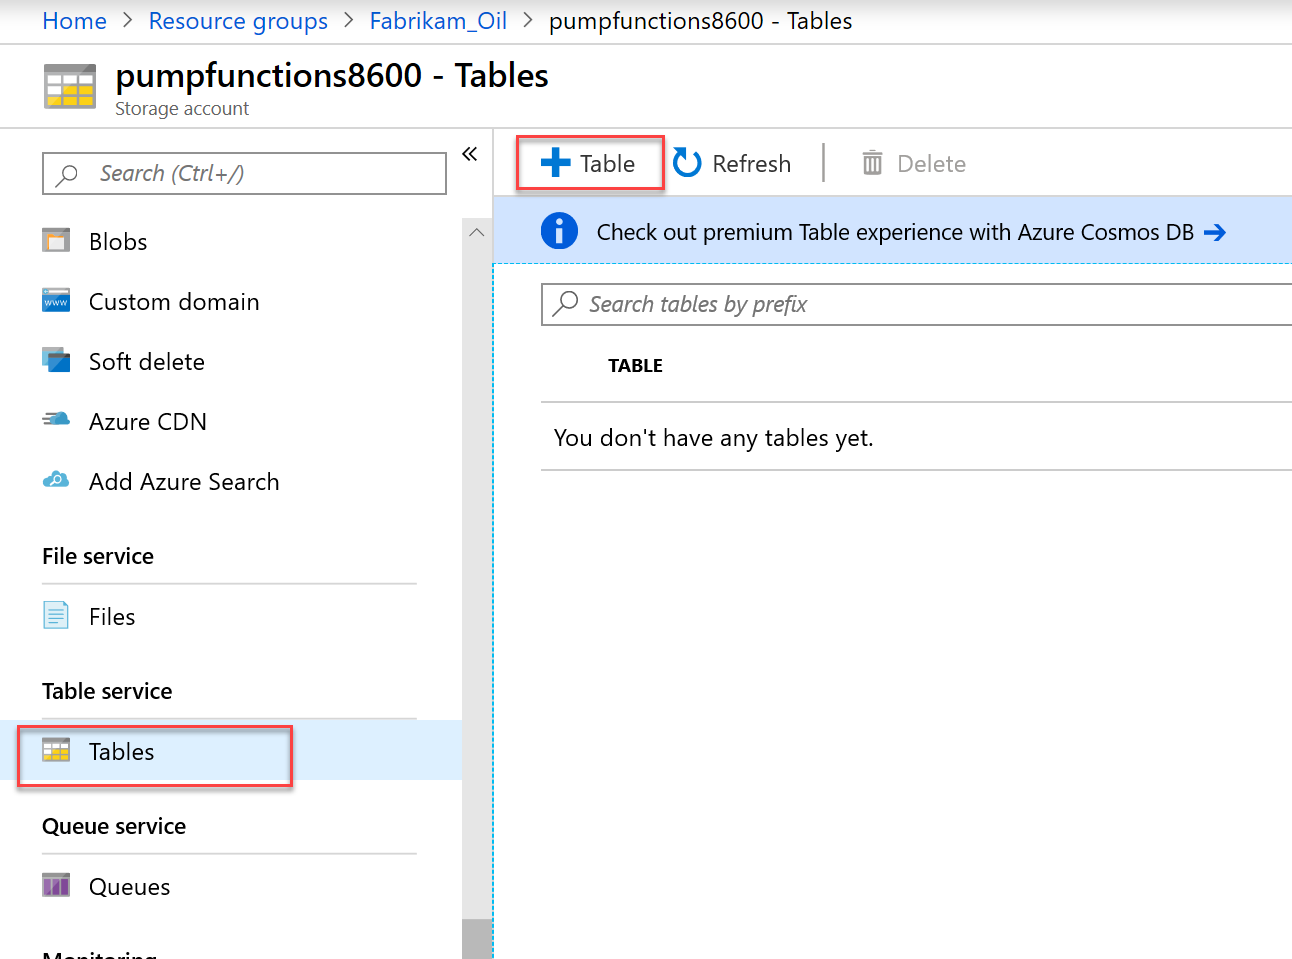 Home > Resource groups > Fabrikam_Oil > pumpfunctions8600 - Tables
pumpfunctions8600 - Tables
Storage account
Search (Ctrl+/)
«
Blobs
Custom domain
www
Soft delete
Azure CDN
Add Azure Search
File service
Files
Table service
Tables
Queue service
Queues
Monitoring
Table
Refresh
Delete
Check out premium Table experience with Azure Cosmos DB →
Search tables by prefix
TABLE
You don't have any tables yet.